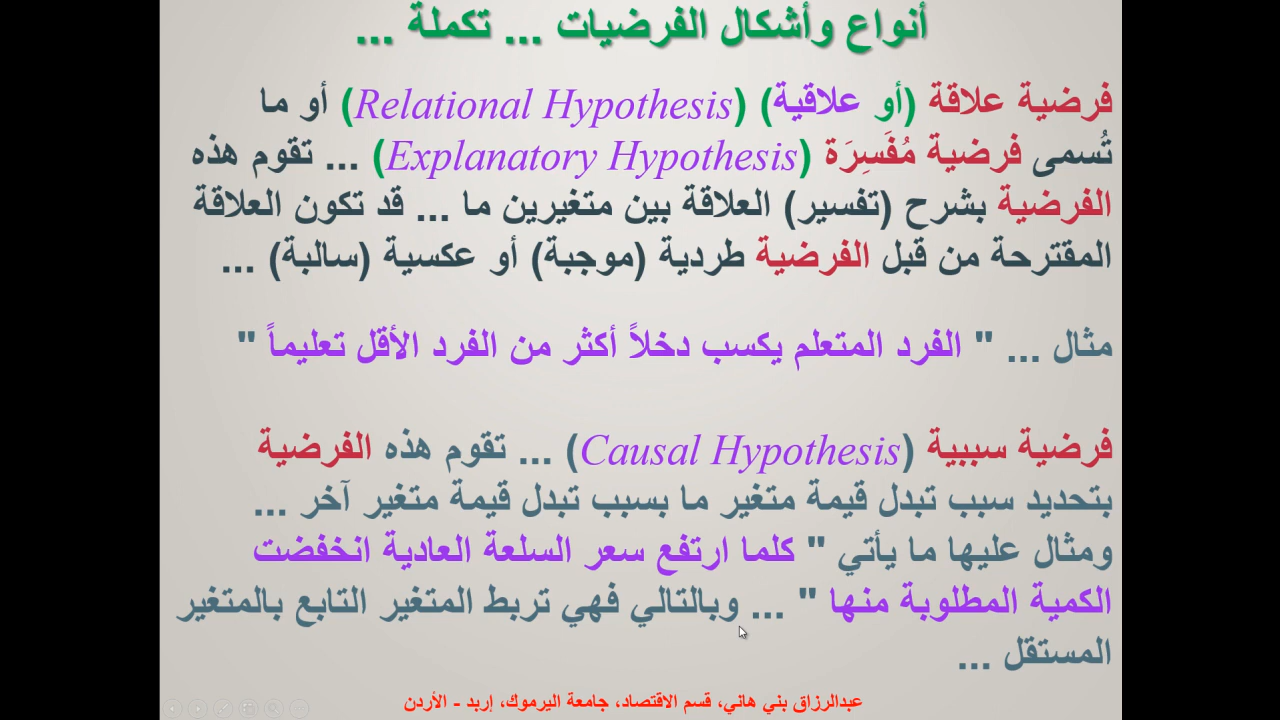 أنواع وأشكال الفرضيات ... تكملة ...
فرضية علاقة (أو علاقية) (Relational Hypothesis) أو ما
تُسمى فرضية مُفَسِرَة (Explanatory Hypothesis) ... تقوم هذه
الفرضية بشرح (تفسير) العلاقة بين متغيرين ما ... قد تكون العلاقة
المقترحة من قبل الفرضية طردية (موجبة) أو عكسية (سالبة) ...
مثال ... " الفرد المتعلم يكسب دخلاً أكثر من الفرد الأقل تعليماً "
فرضية سببية (Causal Hypothesis) ... تقوم هذه الفرضية
بتحديد سبب تبدل قيمة متغير ما بسبب تبدل قيمة متغير آخر ...
ومثال عليها ما يأتي " كلما ارتفع سعر السلعة العادية انخفضت
الكمية المطلوبة منها " ... وبالتالي فهي تربط المتغير التابع بالمتغير
المستقل ...
عبدالرزاق بني هاني، قسم الاقتصاد، جامعة اليرموك، إربد - الأردن